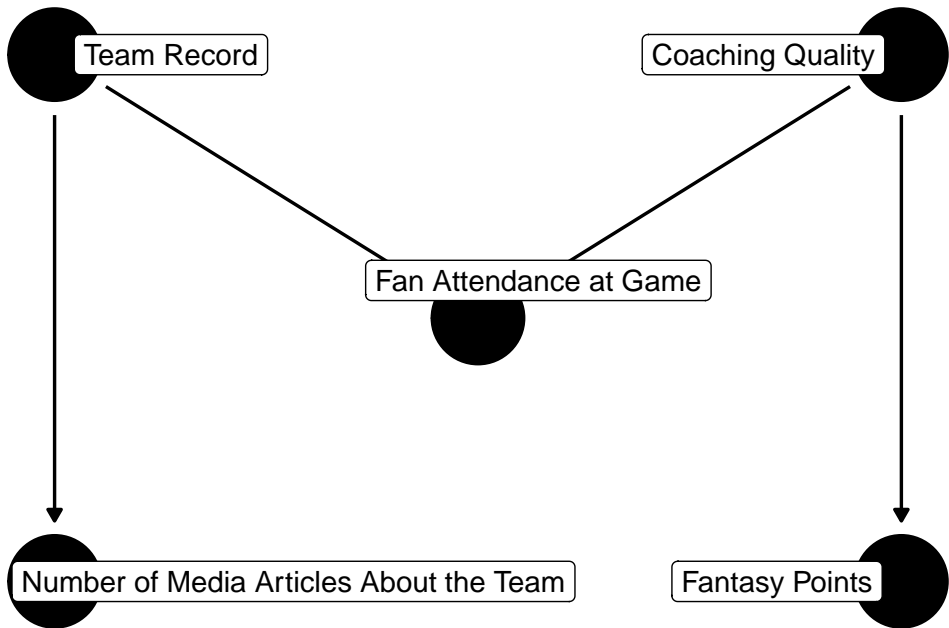 Team Record
Coaching Quality
Fan Attendance at Game
Number of Media Articles About the Team
Fantasy Points